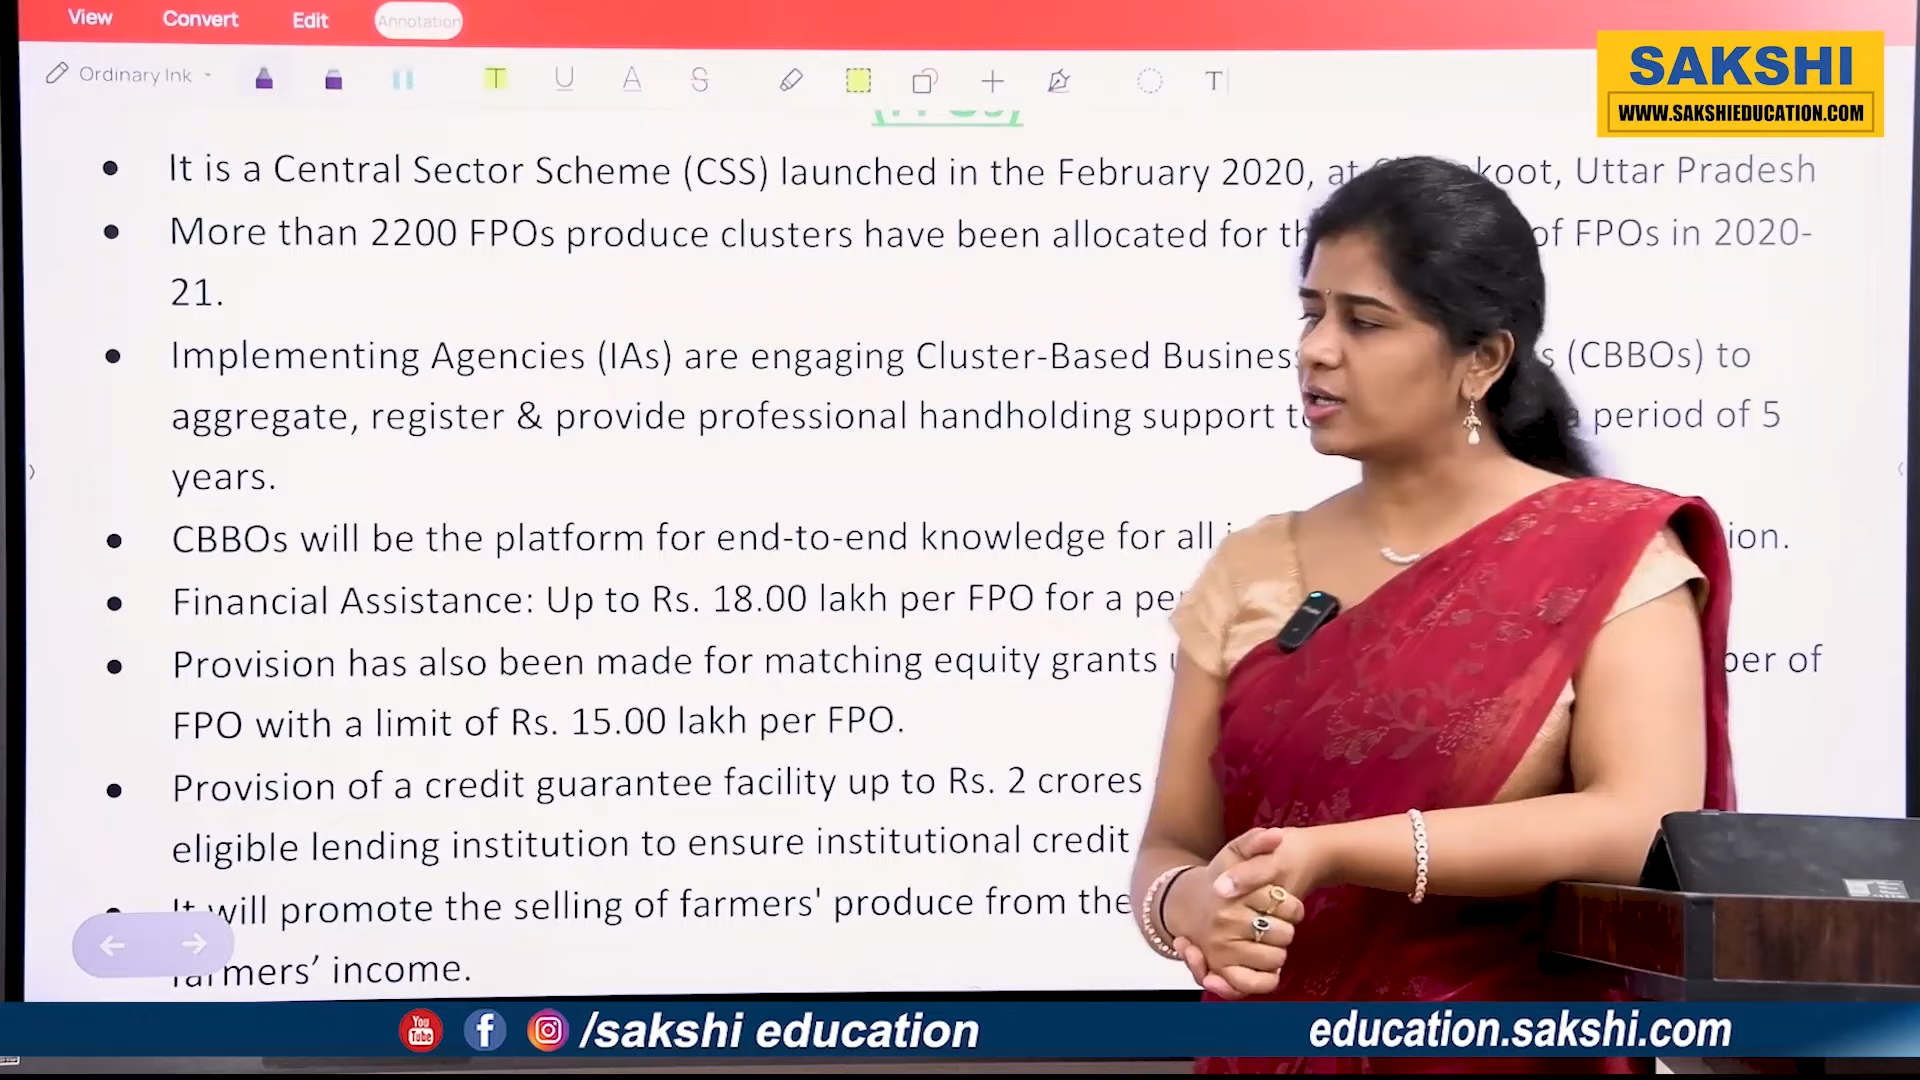 View Convert Edit Annotation
Ordinary Ink T U A S T
SAKSHI
WWW.SAKSHIEDUCATION.COM
• It is a Central Sector Scheme (CSS) launched in the February 2020, at koot, Uttar Pradesh
• More than 2200 FPOs produce clusters have been allocated for of FPOs in 2020-
21.
• Implementing Agencies (IAs) are engaging Cluster-Based Business (CBBOs) to
aggregate, register & provide professional handholding support a period of 5
years.
• CBBOs will be the platform for end-to-end knowledge for all
• Financial Assistance: Up to Rs. 18.00 lakh per FPO for a
• Provision has also been made for matching equity grants of
FPO with a limit of Rs. 15.00 lakh per FPO.
• Provision of a credit guarantee facility up to Rs. 2 crores
eligible lending institution to ensure institutional credit
• It will promote the selling of farmers' produce from the
farmers’ income.
You Tube /sakshi education education.sakshi.com